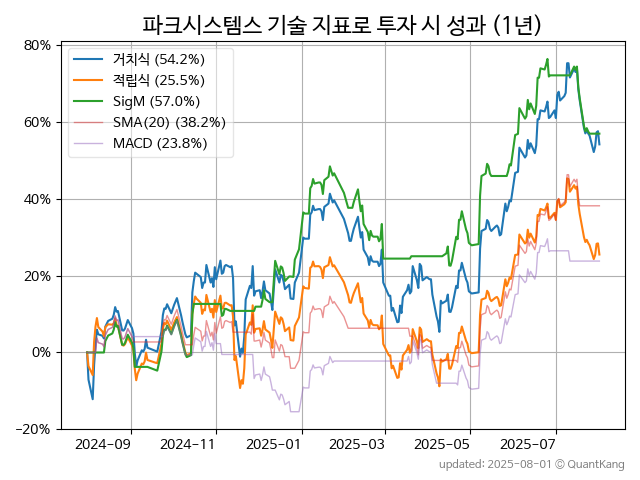 파크시스템스 기술 지표로 투자 시 성과 (1년)
80%
60%
40%
20%
0%
−20%
거치식 (54.2%)
적립식 (25.5%)
SigM (57.0%)
SMA(20) (38.2%)
MACD (23.8%)
2024-09
2024-11
2025-01
2025-03
2025-05
2025-07
updated: 2025-08-01 © QuantKang